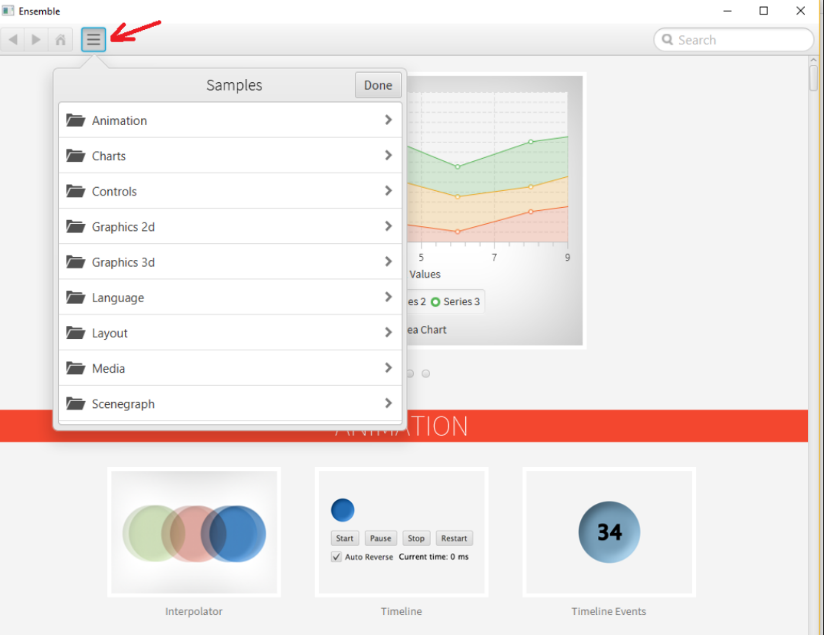 Ensemble
Search
Samples
Done
Animation
Charts
Controls
Graphics 2d
Graphics 3d
Language
Layout
Media
Scenegraph
5 7 9
Values
es 2 Series 3
ea Chart
ANIMATION
Start Pause Stop Restart
Auto Reverse Current time: 0 ms
34
Interpolator
Timeline
Timeline Events